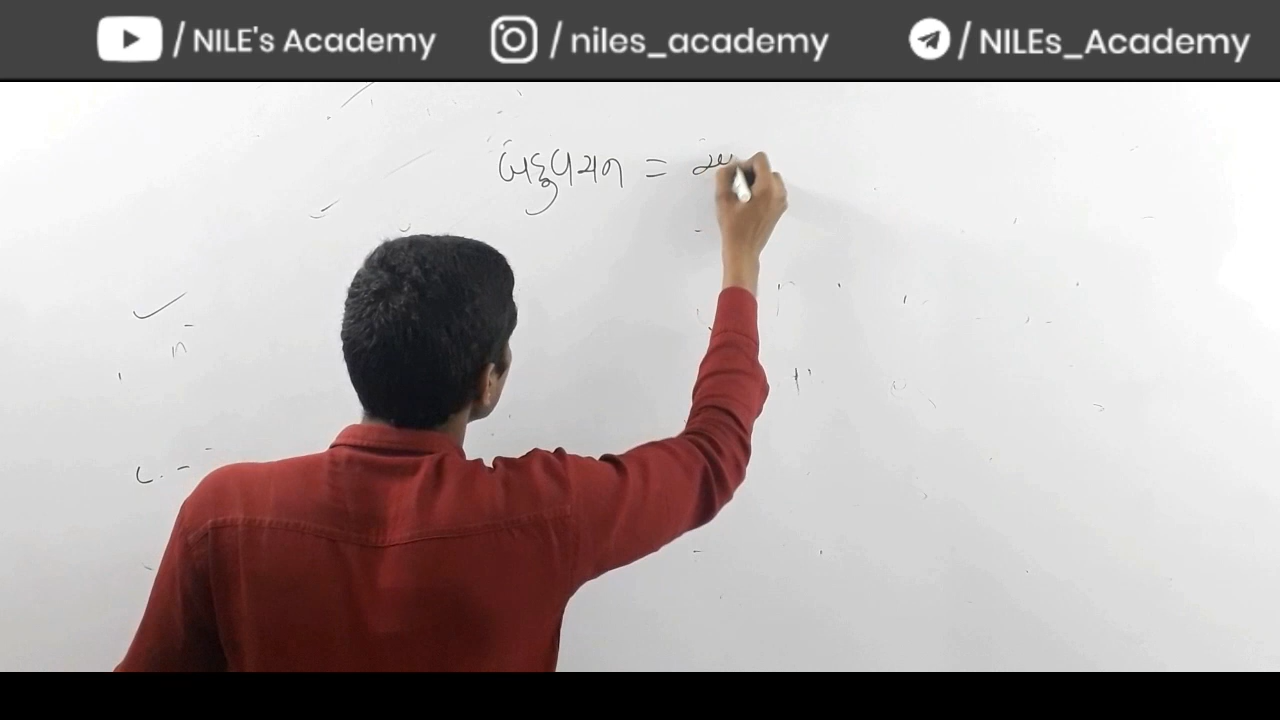 / NILE's Academy / niles_academy / NILEs_Academy
બહુવચન =